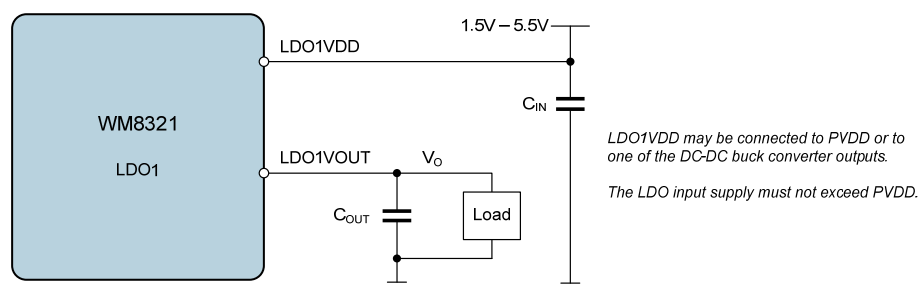 1.5V – 5.5V
LDO1VDD
CIN
WM8321
LDO1
LDO1VOUT
VO
COUT
Load
LDO1VDD may be connected to PVDD or to
one of the DC-DC buck converter outputs.
The LDO input supply must not exceed PVDD.